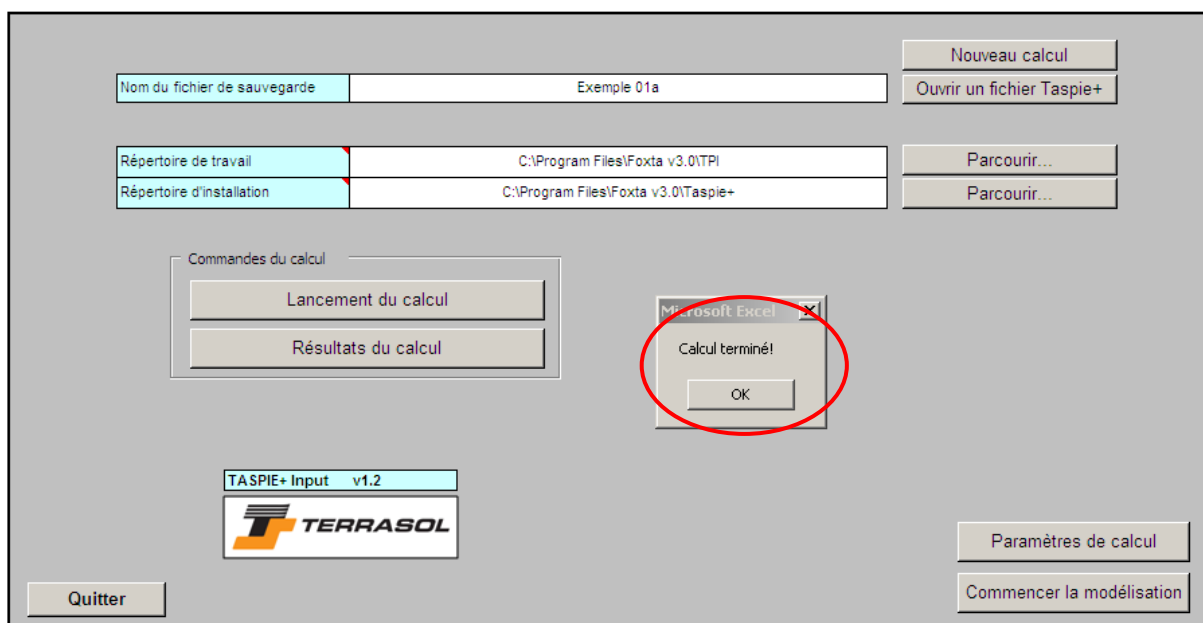 Nouveau calcul
Nom du fichier de sauvegarde Exemple 01a Ouvrir un fichier Taspie+
Répertoire de travail C:\Program Files\Foxta v3.0\TPI Parcourir...
Répertoire d'installation C:\Program Files\Foxta v3.0\Taspie+ Parcourir...
Commandes du calcul
Lancement du calcul
Résultats du calcul
Microsoft Excel
Calcul terminé!
OK
TASPIE+ Input v1.2
TERRASOL
Paramètres de calcul
Commencer la modélisation
Quitter